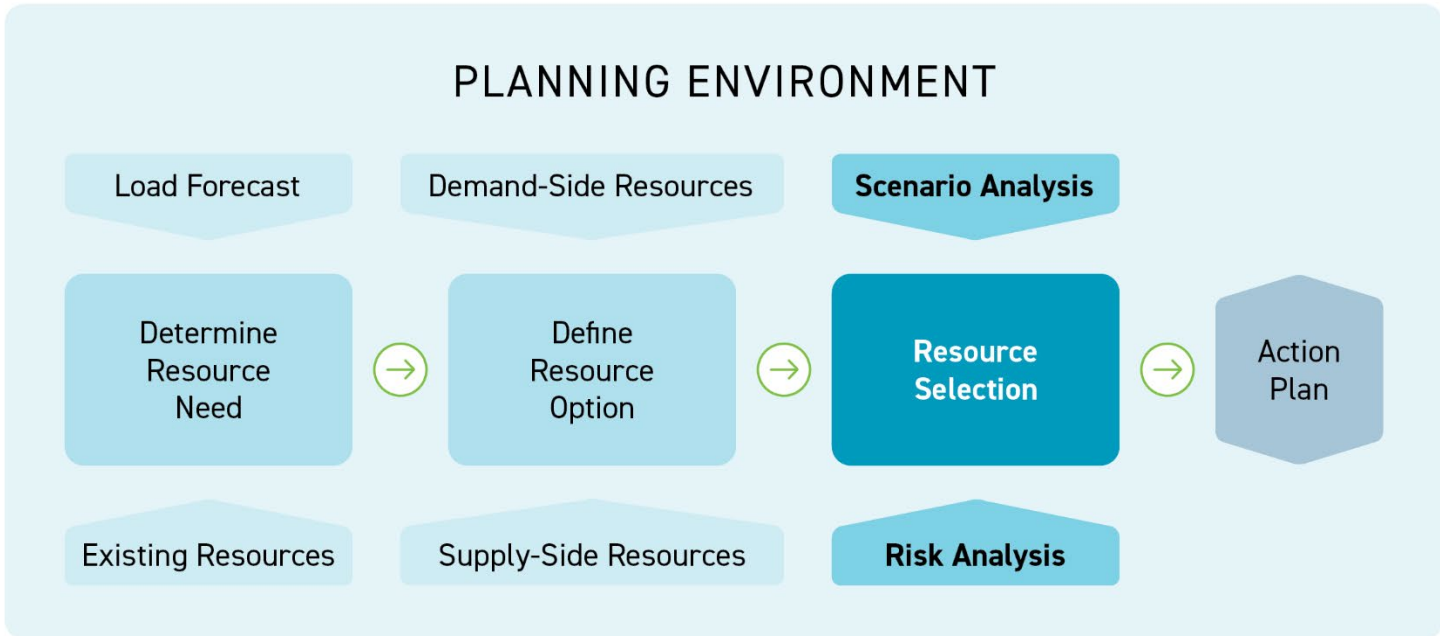 PLANNING ENVIRONMENT
Load Forecast
Demand-Side Resources
Scenario Analysis
Determine
Resource
Need
Define
Resource
Option
Resource
Selection
Action
Plan
Existing Resources
Supply-Side Resources
Risk Analysis